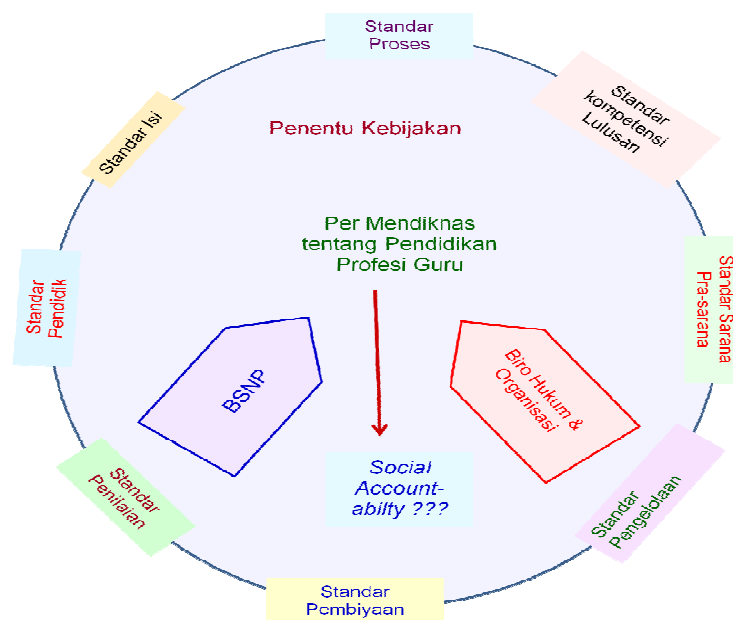 Standar
Proses
Standar
kompetensi
Lulusan
Standar Isi
Penentu Kebijakan
Per Mendiknas
tentang Pendidikan
Profesi Guru
Standar
Pendidik
Standar Sarana
Pra-sarana
BSNP
Biro Hukum &
Organisasi
Social
Account-
abilty ???
Standar
Penilaian
Standar
Pengelolaan
Standar
Pembiyaan